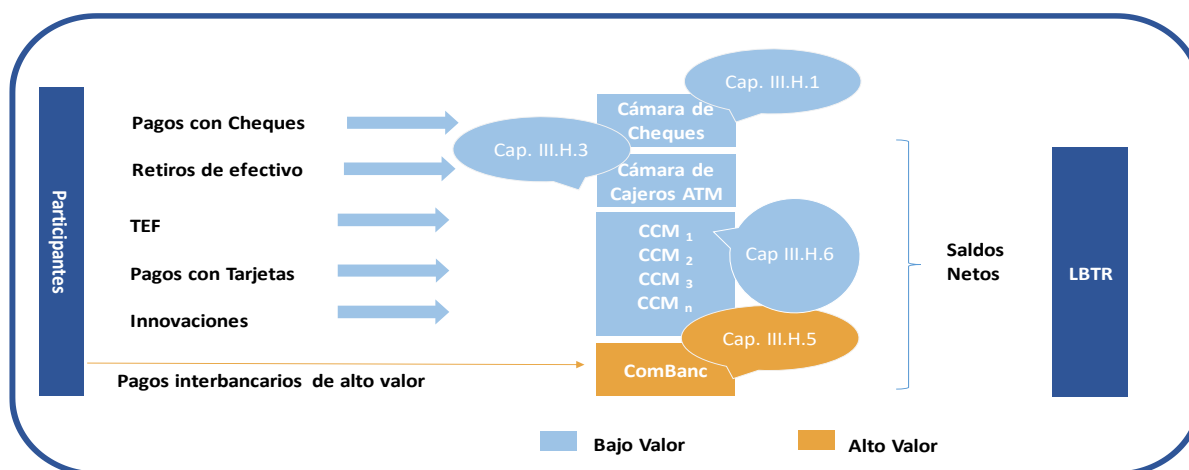 Participantes
Pagos con Cheques
Retiros de efectivo
TEF
Pagos con Tarjetas
Innovaciones
Pagos interbancarios de alto valor
Cap. III.H.1
Cámara de
Cheques
Cap. III.H.3
Cámara de
Cajeros ATM
CCM 1
CCM 2
CCM 3
CCM n
Cap III.H.6
Cap. III.H.5
ComBanc
Saldos
Netos
LBTR
Bajo Valor
Alto Valor